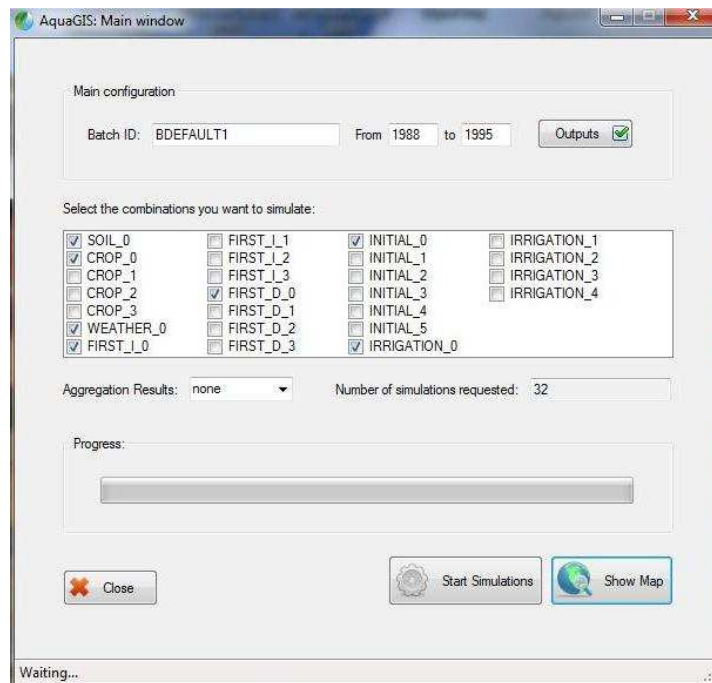 AquaGIS: Main window
Main configuration
Batch ID: BDEFAULT1 From 1988 to 1995 Outputs
Select the combinations you want to simulate:
SOIL_0 FIRST_I_1 INITIAL_0 IRRIGATION_1
CROP_0 FIRST_I_2 INITIAL_1 IRRIGATION_2
CROP_1 FIRST_I_3 INITIAL_2 IRRIGATION_3
CROP_2 FIRST_D_0 INITIAL_3 IRRIGATION_4
CROP_3 FIRST_D_1 INITIAL_4
WEATHER_0 FIRST_D_2 INITIAL_5
FIRST_I_0 FIRST_D_3 IRRIGATION_0
Aggregation Results: none Number of simulations requested: 32
Progress:
Close Start Simulations Show Map
Waiting...